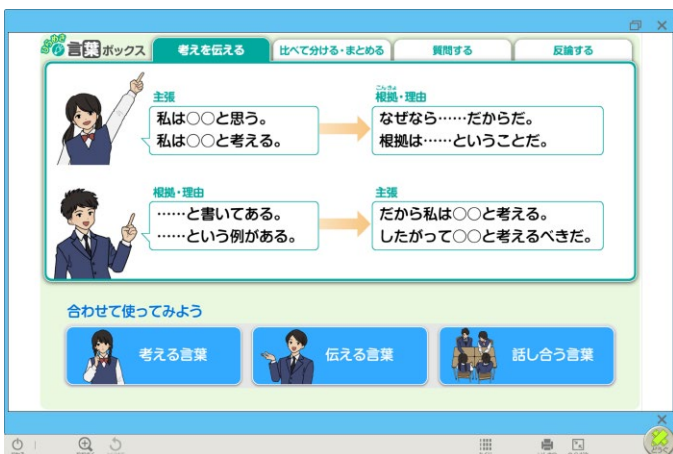 言葉ボックス
考えを伝える
比べて分ける・まとめる
質問する
反論する
主張
私は○○と思う。
私は○○と考える。
こんきょ
根拠・理由
なぜなら……だからだ。
根拠は……ということだ。
根拠・理由
……と書いてある。
……という例がある。
主張
だから私は○○と考える。
したがって○○と考えるべきだ。
合わせて使ってみよう
考える言葉
伝える言葉
話し合う言葉